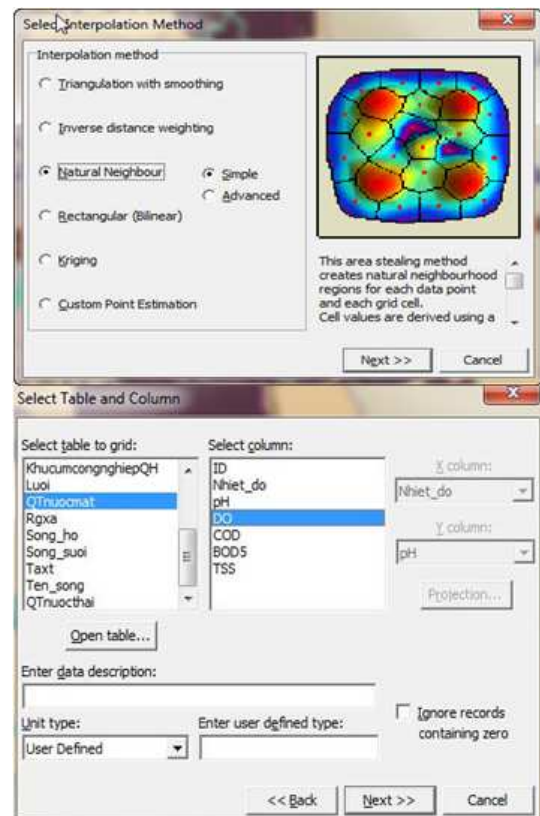 Select Interpolation Method
Interpolation method
Triangulation with smoothing
Inverse distance weighting
Natural Neighbour
Simple
Advanced
Rectangular (Bilinear)
Kriging
Custom Point Estimation
This area stealing method
creates natural neighbourhood
regions for each data point
and each grid cell.
Cell values are derived using a
Next >> Cancel
Select Table and Column
Select table to grid: Select column:
KhucumcongnghiepQH
Luoi
QTnuocmat
Rgxa
Song_ho
Song_suoi
Taxt
Ten_song
QTnuocthai
ID
Nhiet_do
pH
DO
COD
BOD5
TSS
X column:
Nhiet_do
Y column:
pH
Projection...
Open table...
Enter data description:
Unit type: Enter user defined type:
User Defined
Ignore records
containing zero
<< Back Next >> Cancel